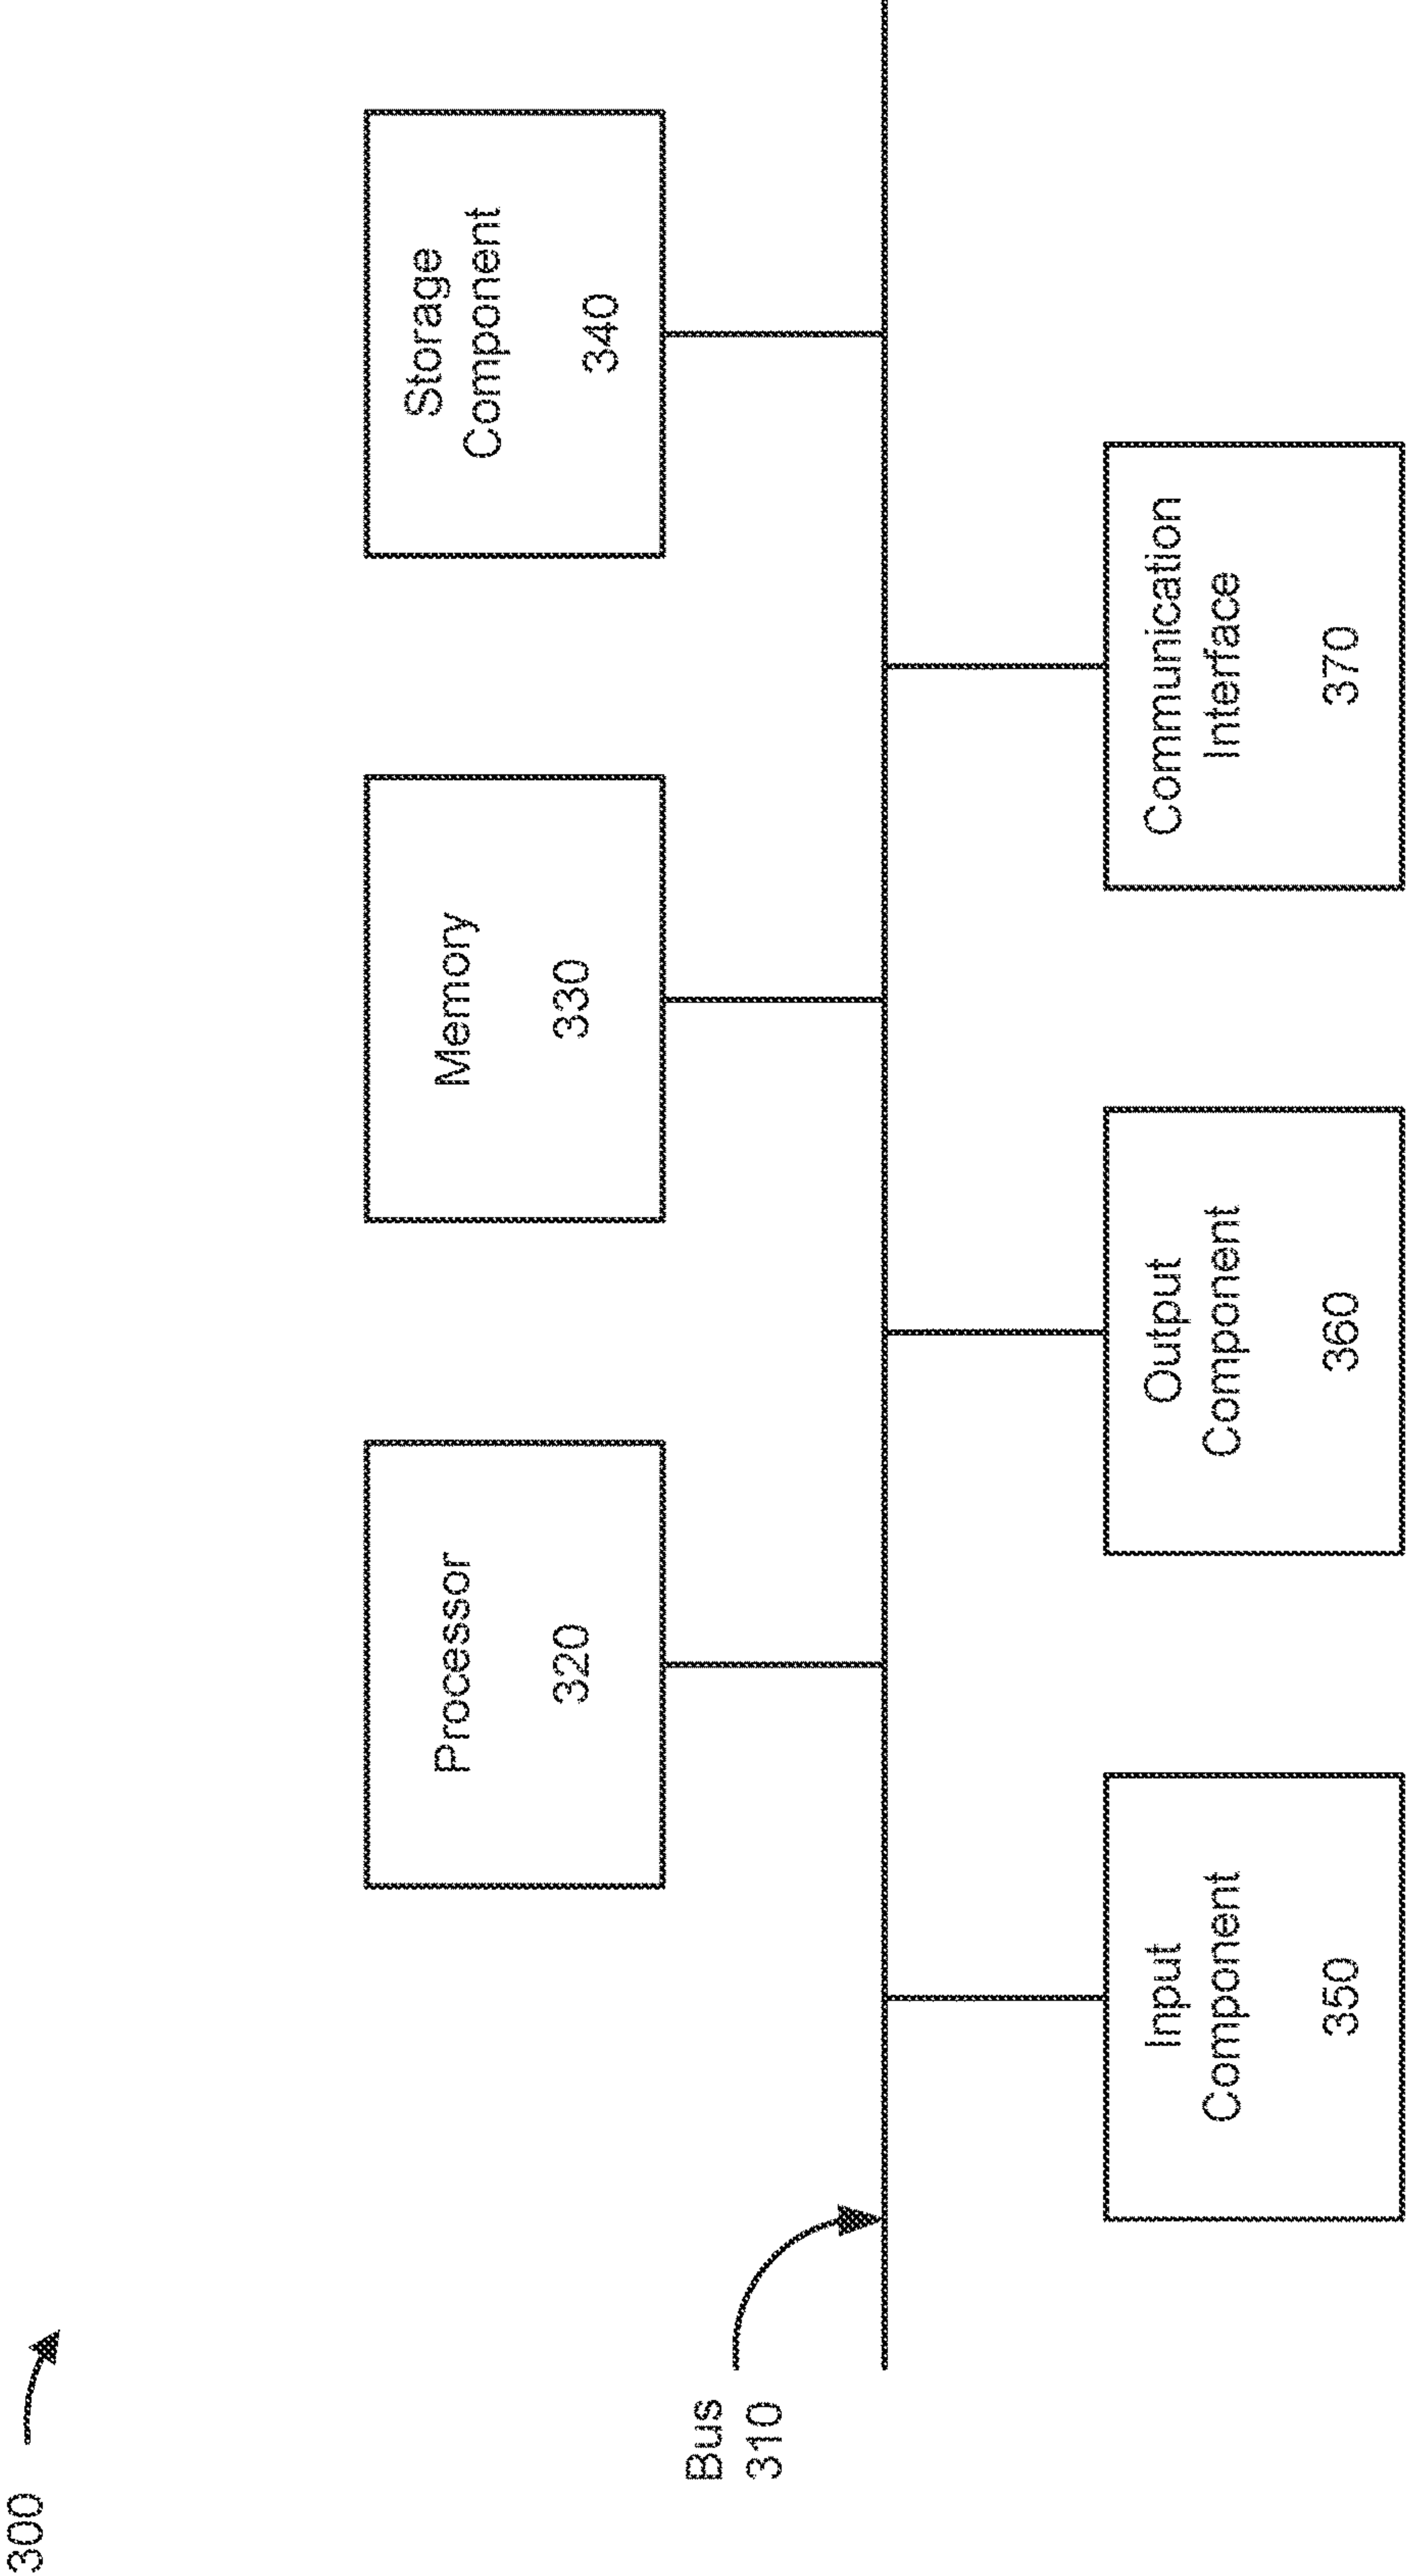 300
Processor
320
Memory
330
Storage
Component
340
Bus
310
Input
Component
350
Output
Component
360
Communication
Interface
370